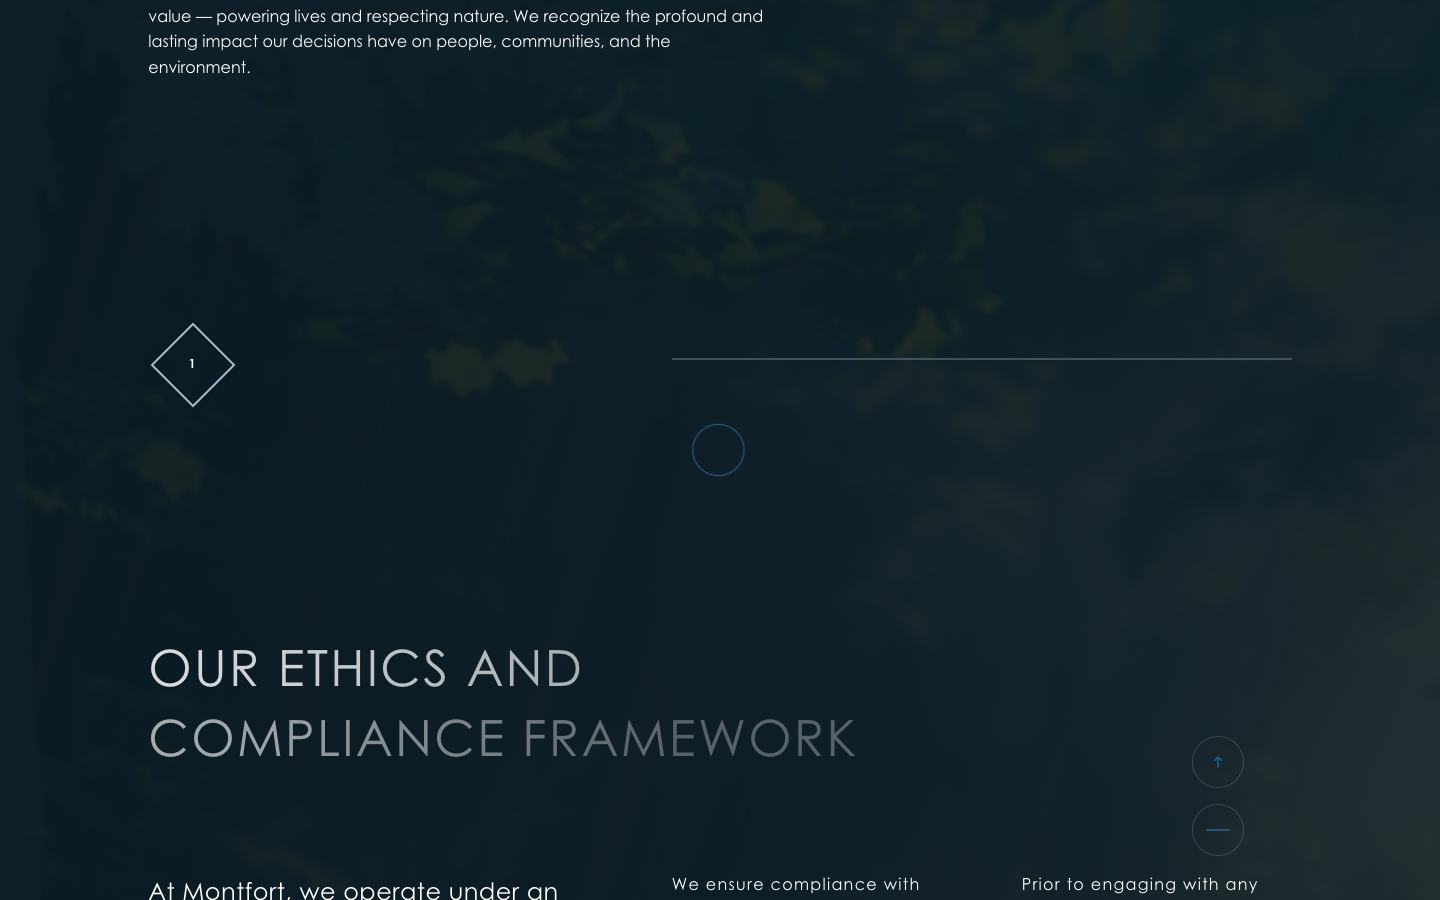 value — powering lives and respecting nature. We recognize the profound and
lasting impact our decisions have on people, communities, and the
environment.
1
OUR ETHICS AND
COMPLIANCE FRAMEWORK
At Montfort, we operate under an
We ensure compliance with
Prior to engaging with any